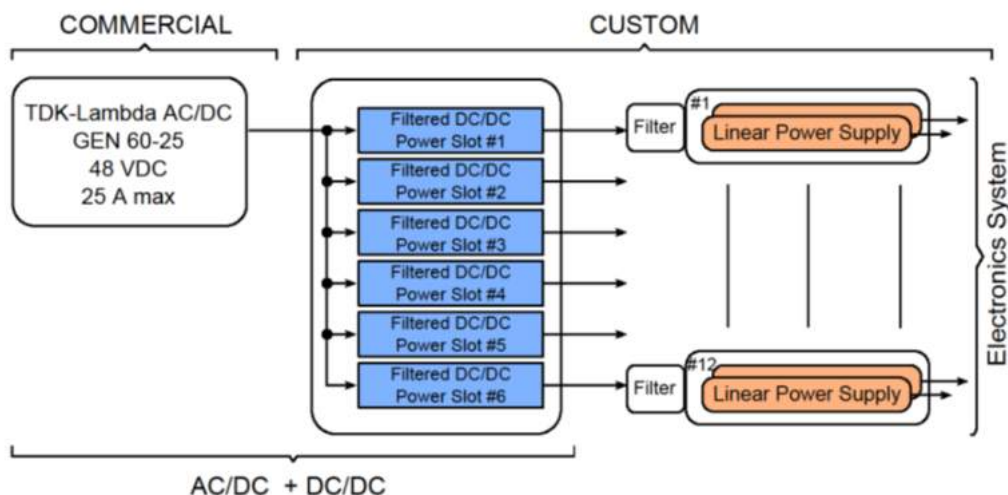 COMMERCIAL
CUSTOM
TDK-Lambda AC/DC
GEN 60-25
48 VDC
25 A max
Filtered DC/DC
Power Slot #1
Filtered DC/DC
Power Slot #2
Filtered DC/DC
Power Slot #3
Filtered DC/DC
Power Slot #4
Filtered DC/DC
Power Slot #5
Filtered DC/DC
Power Slot #6
Filter
#1
Linear Power Supply
Filter
#12
Linear Power Supply
Electronics System
AC/DC + DC/DC